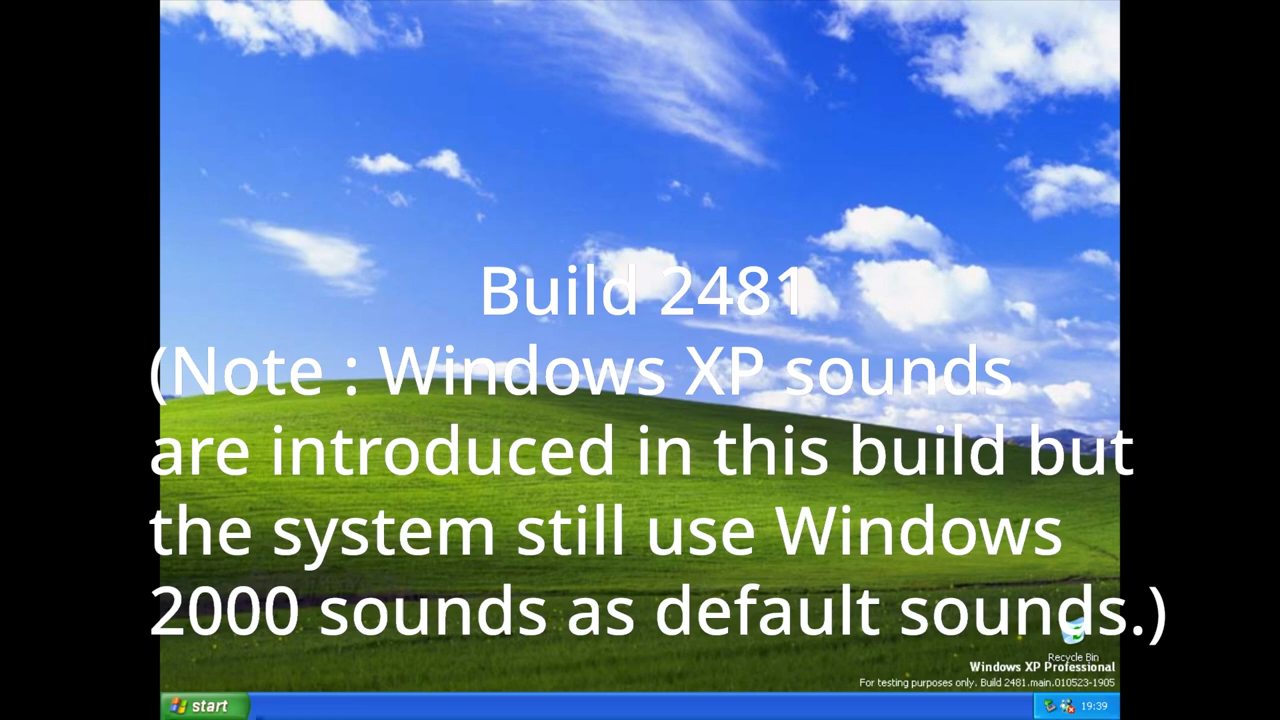 Build 2481
(Note : Windows XP sounds
are introduced in this build but
the system still use Windows
2000 sounds as default sounds.)
Recycle Bin
Windows XP Professional
For testing purposes only. Build 2481.main.010523-1905
start
19:39